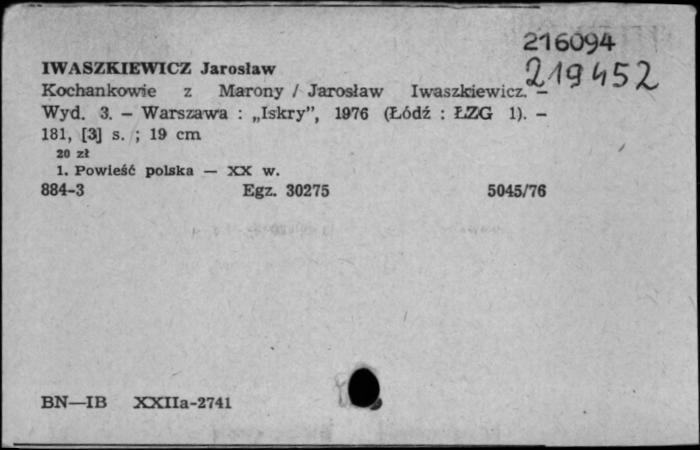 216094
219452
IWASZKIEWICZ Jarosław
Kochankowie z Marony / Jarosław Iwaszkiewicz. –
Wyd. 3. – Warszawa : „Iskry”, 1976 (Łódź : ŁZG 1). –
181, [3] s. ; 19 cm
20 zł
1. Powieść polska — XX w.
884-3 Egz. 30275 5045/76
BN—IB XXIIa-2741